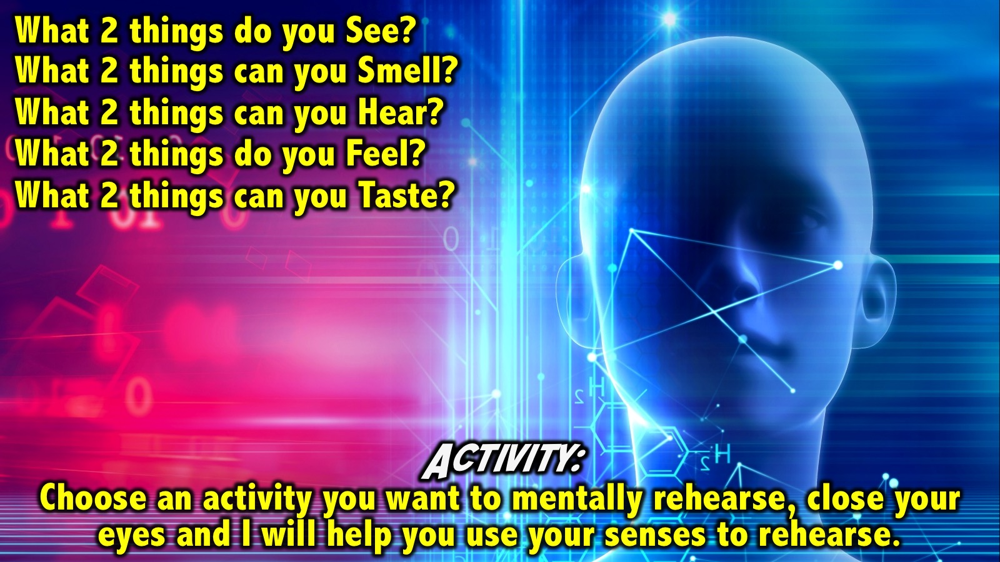 What 2 things do you See?
What 2 things can you Smell?
What 2 things can you Hear?
What 2 things do you Feel?
What 2 things can you Taste?
Activity:
Choose an activity you want to mentally rehearse, close your
eyes and I will help you use your senses to rehearse.